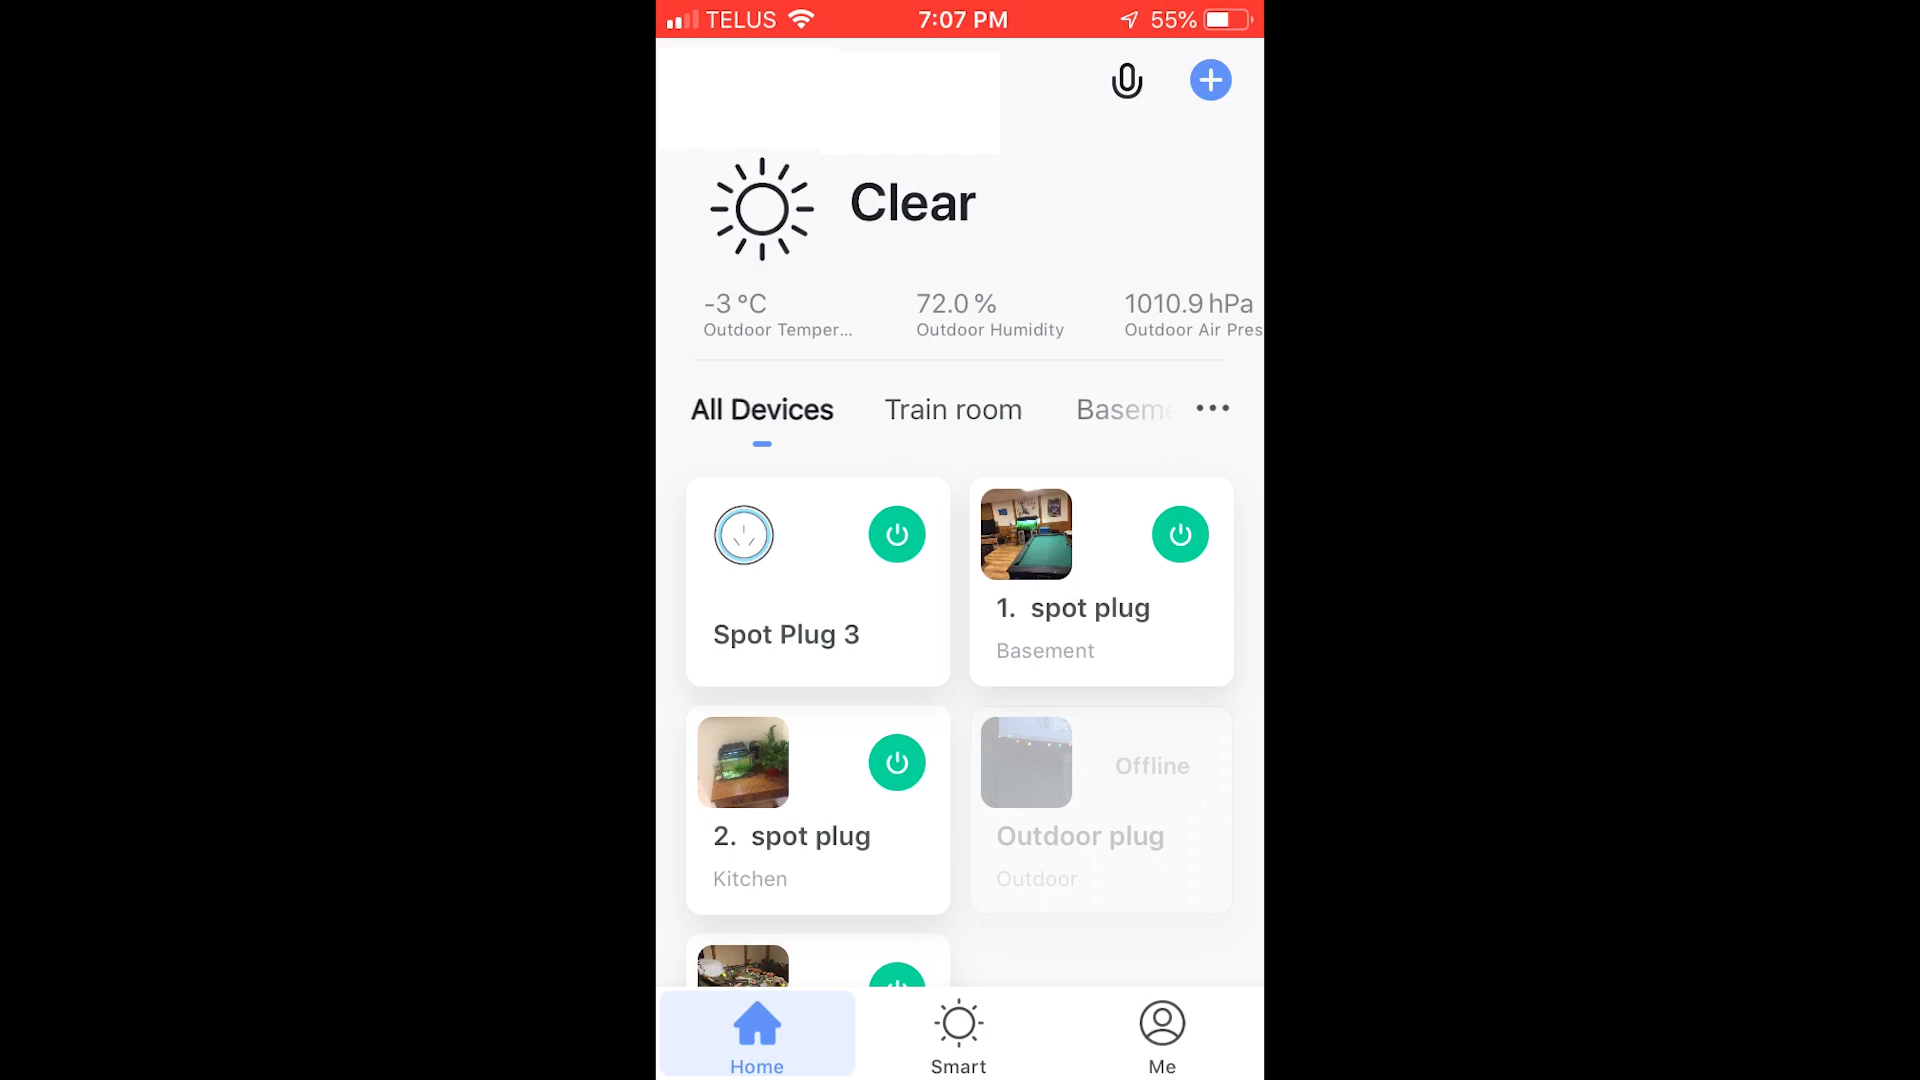 TELUS 7:07 PM 55%
Clear
-3 °C 72.0 % 1010.9 hPa
Outdoor Temper... Outdoor Humidity Outdoor Air Pres
All Devices Train room Baseme
Spot Plug 3
1. spot plug
Basement
2. spot plug
Kitchen
Offline
Outdoor plug
Outdoor
Home Smart Me